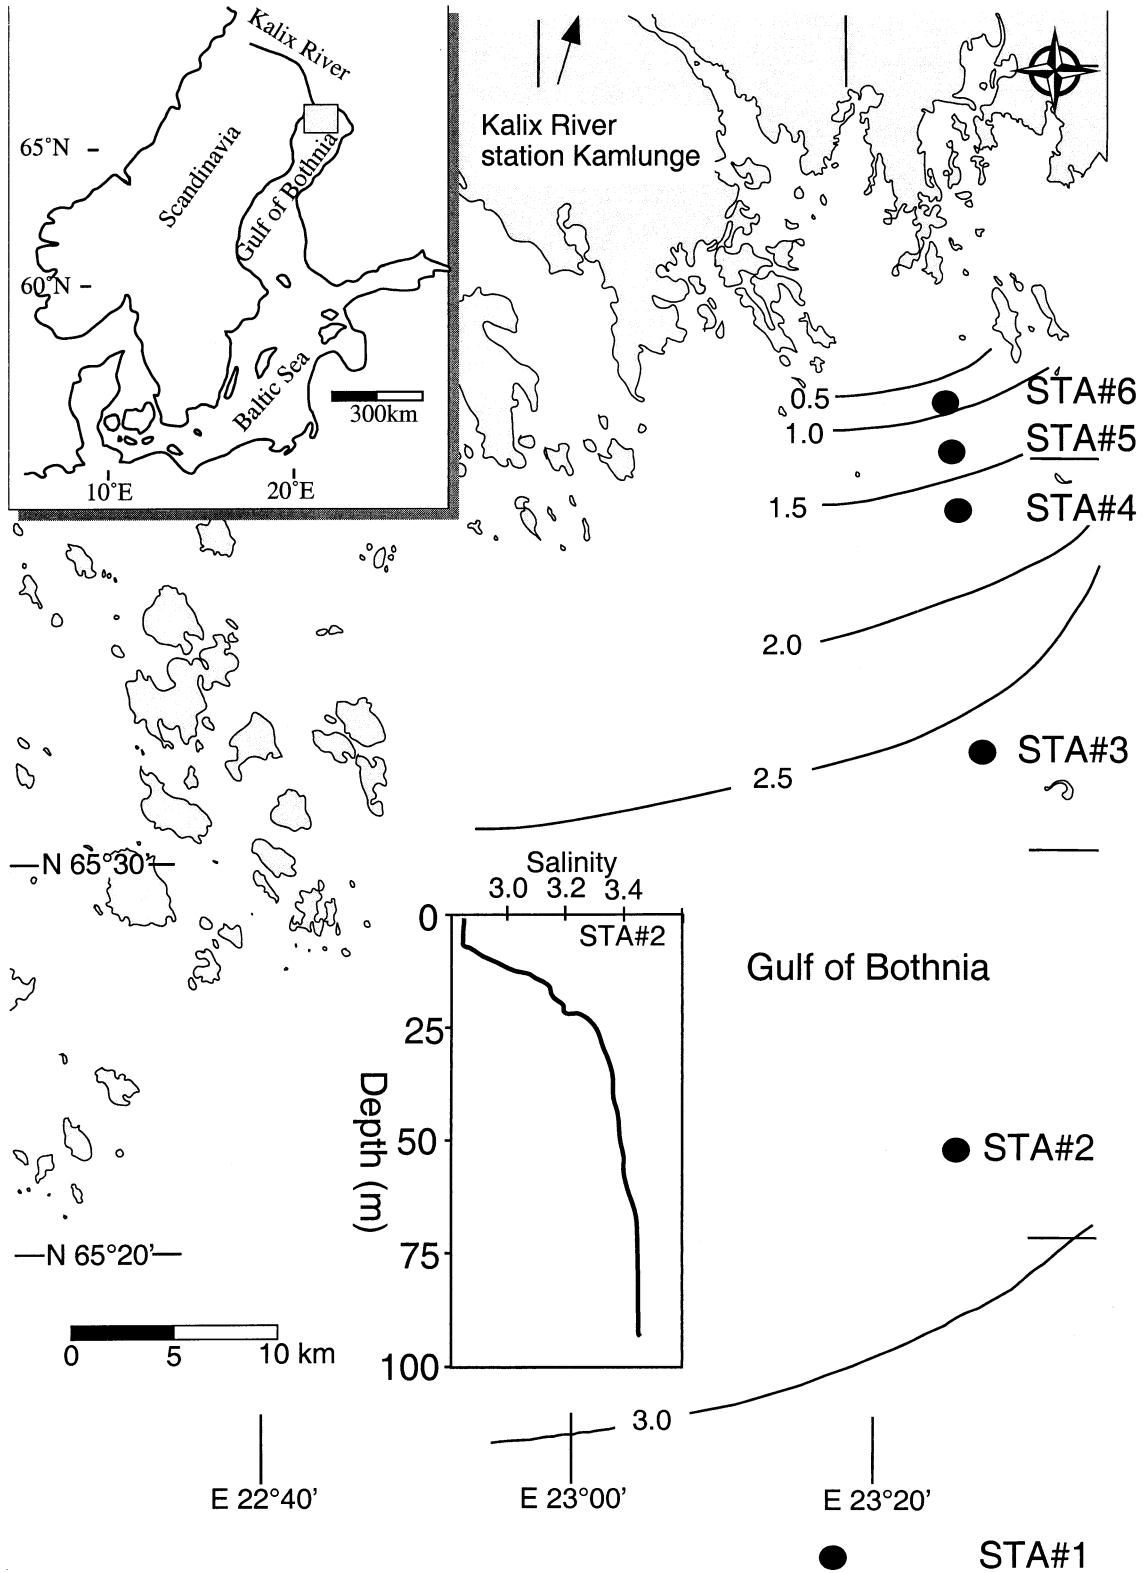 Kalix River
65°N
Scandinavia
Gulf of Bothnia
60°N
Baltic Sea
300km
10°E
20°E
Kalix River
station Kamlunge
0.5
STA#6
1.0
STA#5
1.5
STA#4
2.0
2.5
STA#3
N 65°30'
Salinity
3.0 3.2 3.4
0
STA#2
Gulf of Bothnia
25
Depth (m)
50
STA#2
75
N 65°20'
100
0 5 10 km
3.0
E 22°40'
E 23°00'
E 23°20'
STA#1